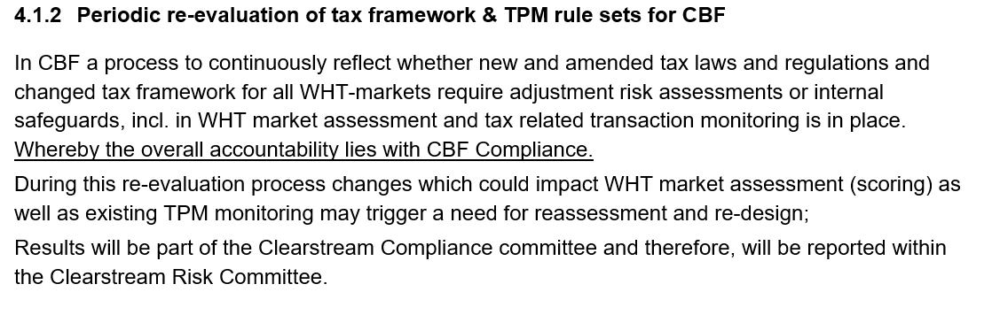 4.1.2 Periodic re-evaluation of tax framework & TPM rule sets for CBF
In CBF a process to continuously reflect whether new and amended tax laws and regulations and
changed tax framework for all WHT-markets require adjustment risk assessments or internal
safeguards, incl. in WHT market assessment and tax related transaction monitoring is in place.
Whereby the overall accountability lies with CBF Compliance.
During this re-evaluation process changes which could impact WHT market assessment (scoring) as
well as existing TPM monitoring may trigger a need for reassessment and re-design;
Results will be part of the Clearstream Compliance committee and therefore, will be reported within
the Clearstream Risk Committee.